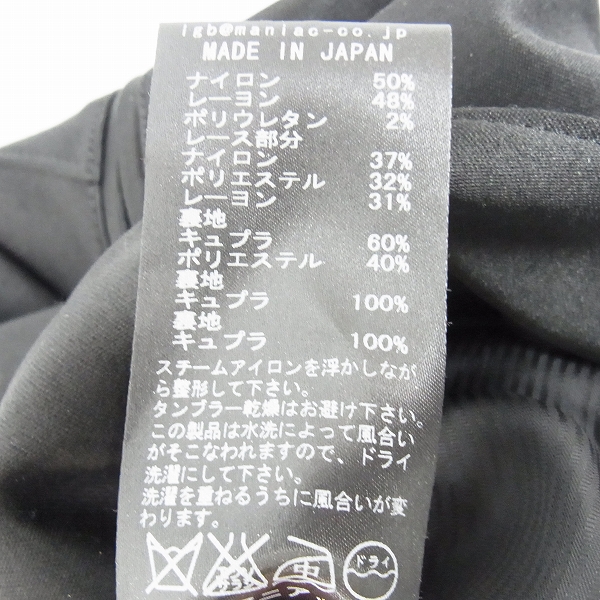 igb@maniac-co.jp
MADE IN JAPAN
ナイロン 50%
レーヨン 48%
ポリウレタン 2%
レース部分
ナイロン 37%
ポリエステル 32%
レーヨン 31%
裏地
キュプラ 60%
ポリエステル 40%
裏地
キュプラ 100%
裏地
キュプラ 100%
スチームアイロンを浮かしなが
ら整形して下さい。
タンブラー乾燥はお避け下さい。
この製品は水洗によって風合い
がそこなわれますので、ドライ
洗濯にして下さい。
洗濯を重ねるうちに風合いが変
わります。
エンソ
サラシ
中
ドライ